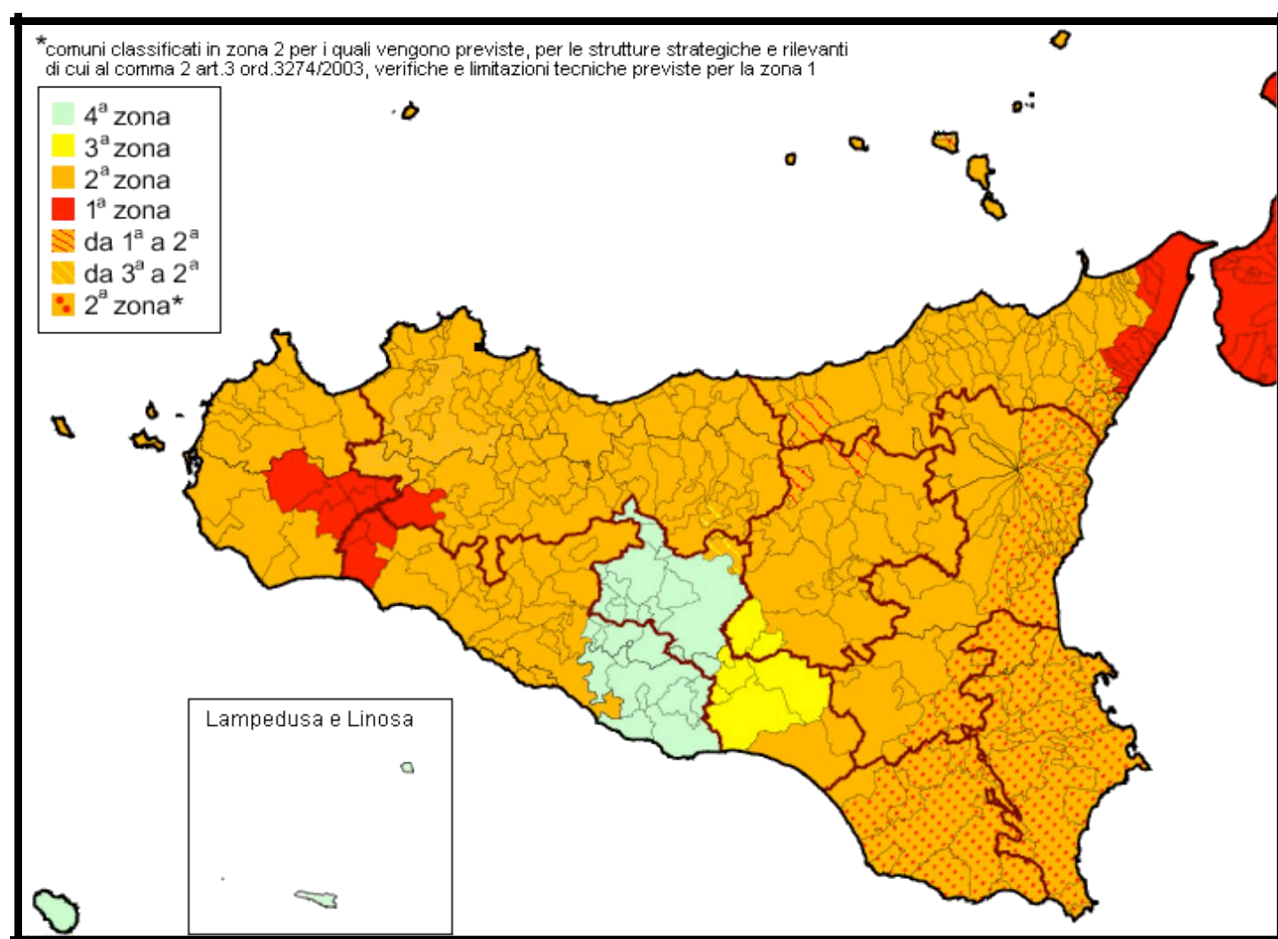 *comuni classificati in zona 2 per i quali vengono previste, per le strutture strategiche e rilevanti
di cui al comma 2 art.3 ord.3274/2003, verifiche e limitazioni tecniche previste per la zona 1
4ª zona
3ª zona
2ª zona
1ª zona
da 1ª a 2ª
da 3ª a 2ª
2ª zona*
Lampedusa e Linosa